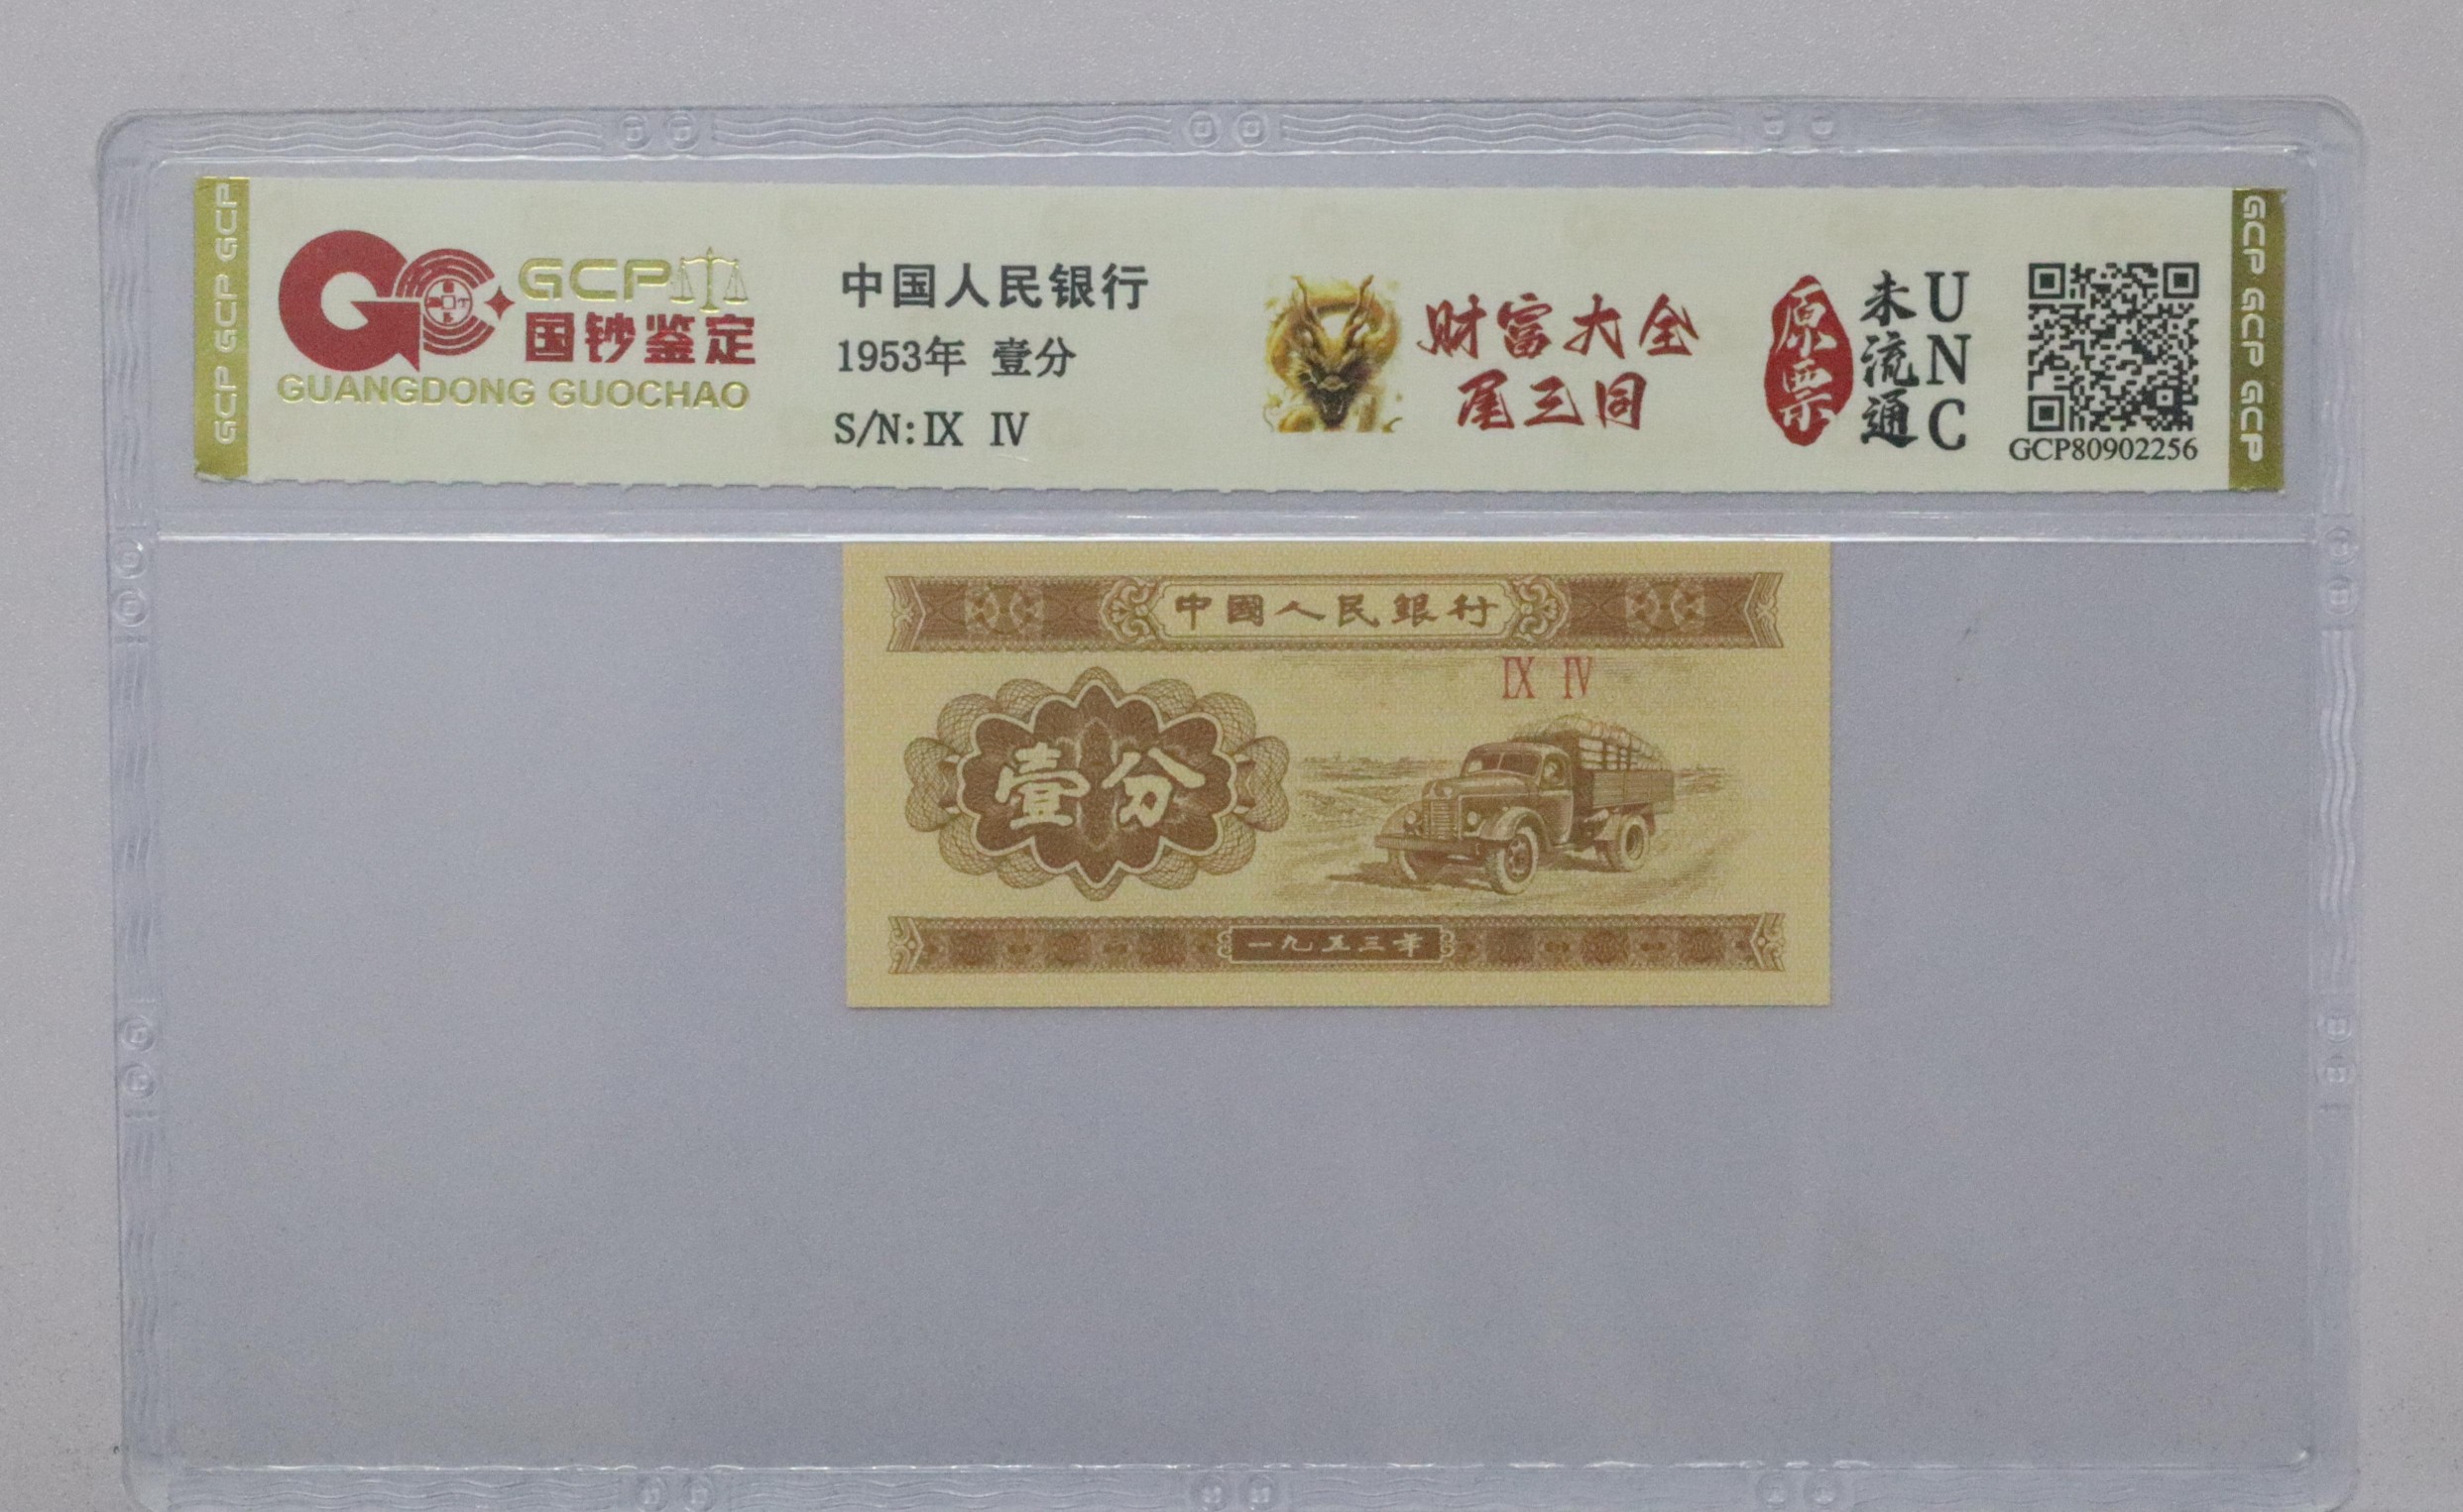 GCP GCP GCP
GCP
国钞鉴定
GUANGDONG GUOCHAO
中国人民银行
1953年 壹分
S/N: IX IV
财富大全
尾三同
原票
未流通
UNC
GCP80902256
GCP GCP GCP
中國人民銀行
IX IV
壹分
一九五三年